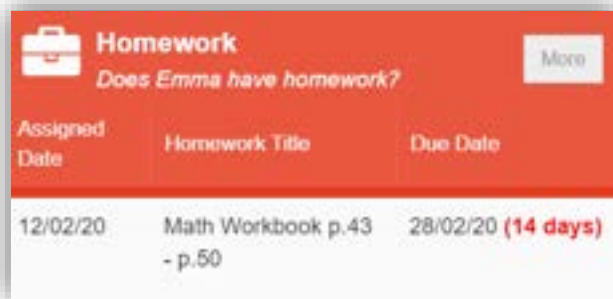 Homework
Does Emma have homework?
More
Assigned
Date
Homework Title
Due Date
12/02/20
Math Workbook p.43
- p.50
28/02/20 (14 days)